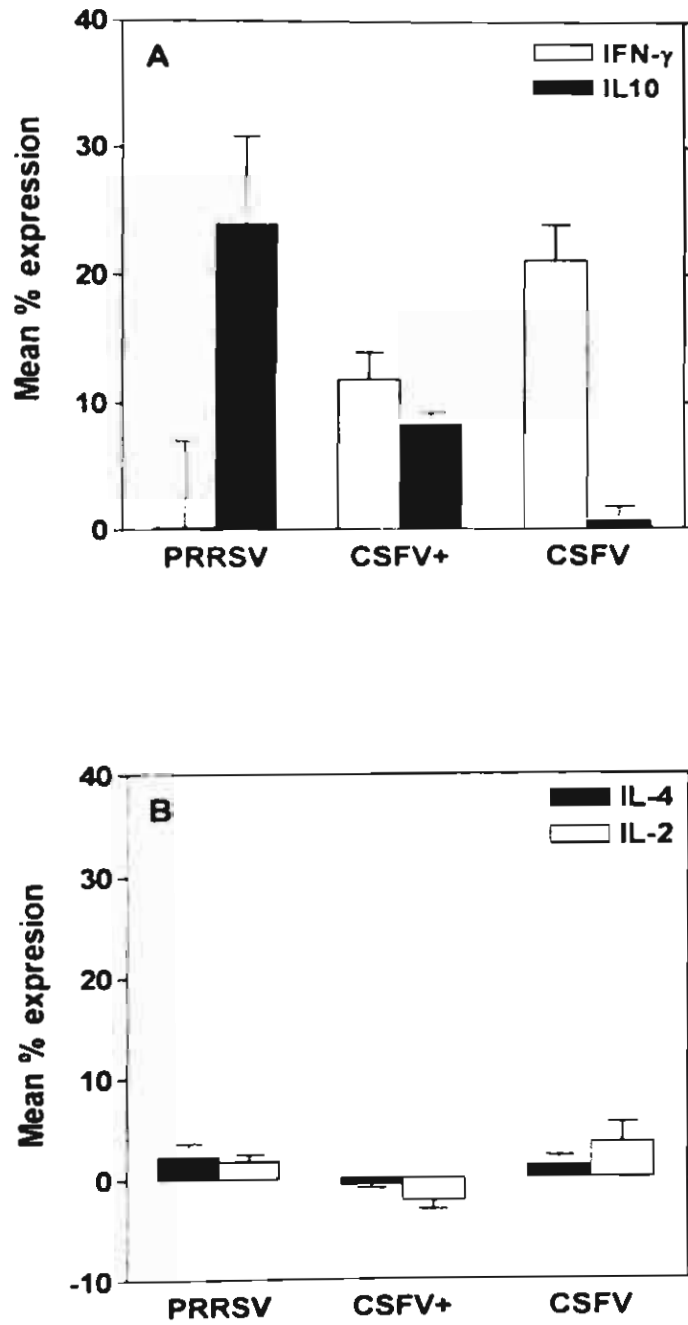 40
A
IFN-γ
IL10
30
20
10
0
Mean % expression
PRRSV CSFV+ CSFV
40
B
IL-4
IL-2
30
20
10
0
-10
Mean % expresion
PRRSV CSFV+ CSFV